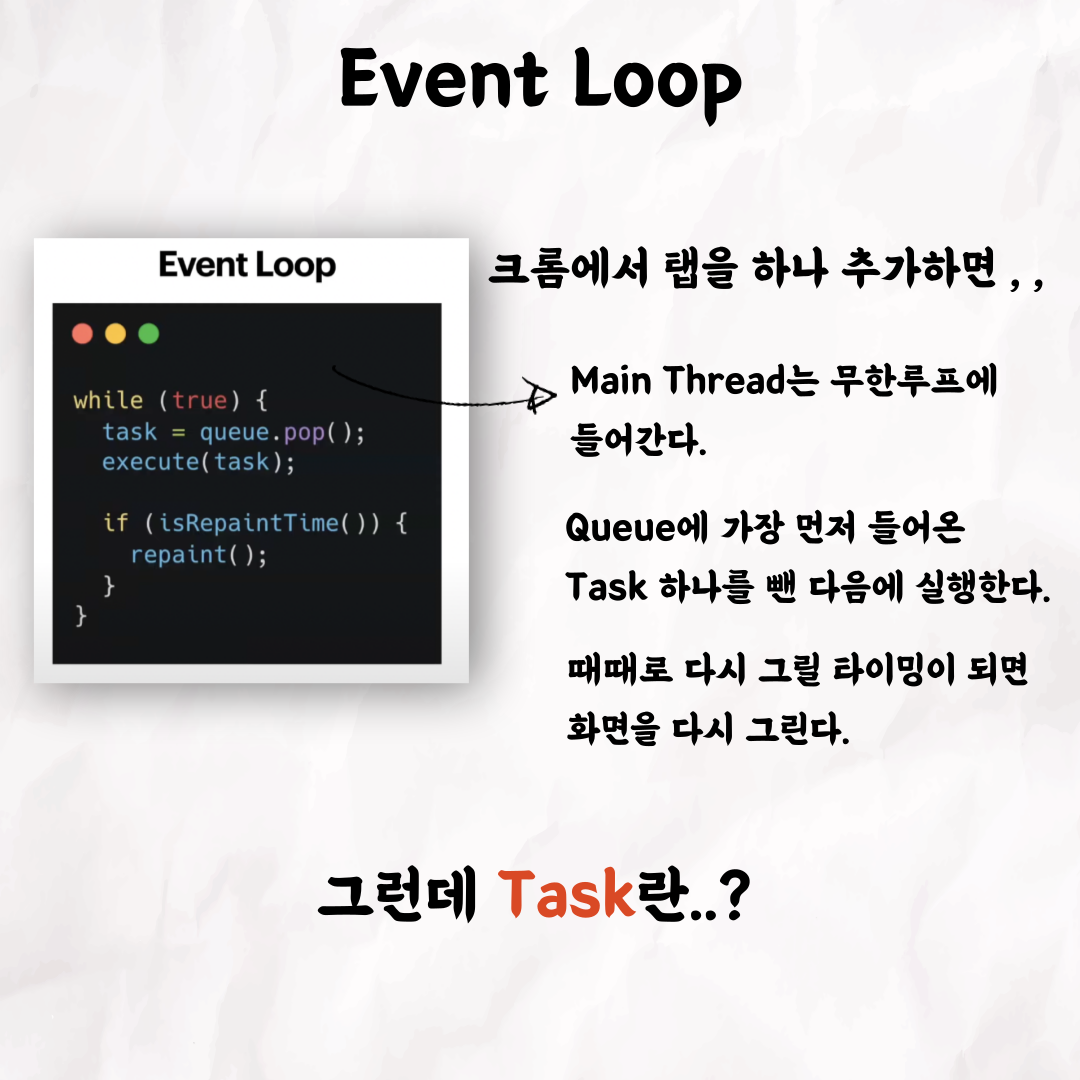 Event Loop
Event Loop
while (true) {
task = queue.pop();
execute(task);
if (isRepaintTime()) {
repaint();
}
}
크롬에서 탭을 하나 추가하면 , ,
Main Thread는 무한루프에
들어간다.
Queue에 가장 먼저 들어온
Task 하나를 뺀 다음에 실행한다.
때때로 다시 그릴 타이밍이 되면
화면을 다시 그린다.
그런데 Task란..?